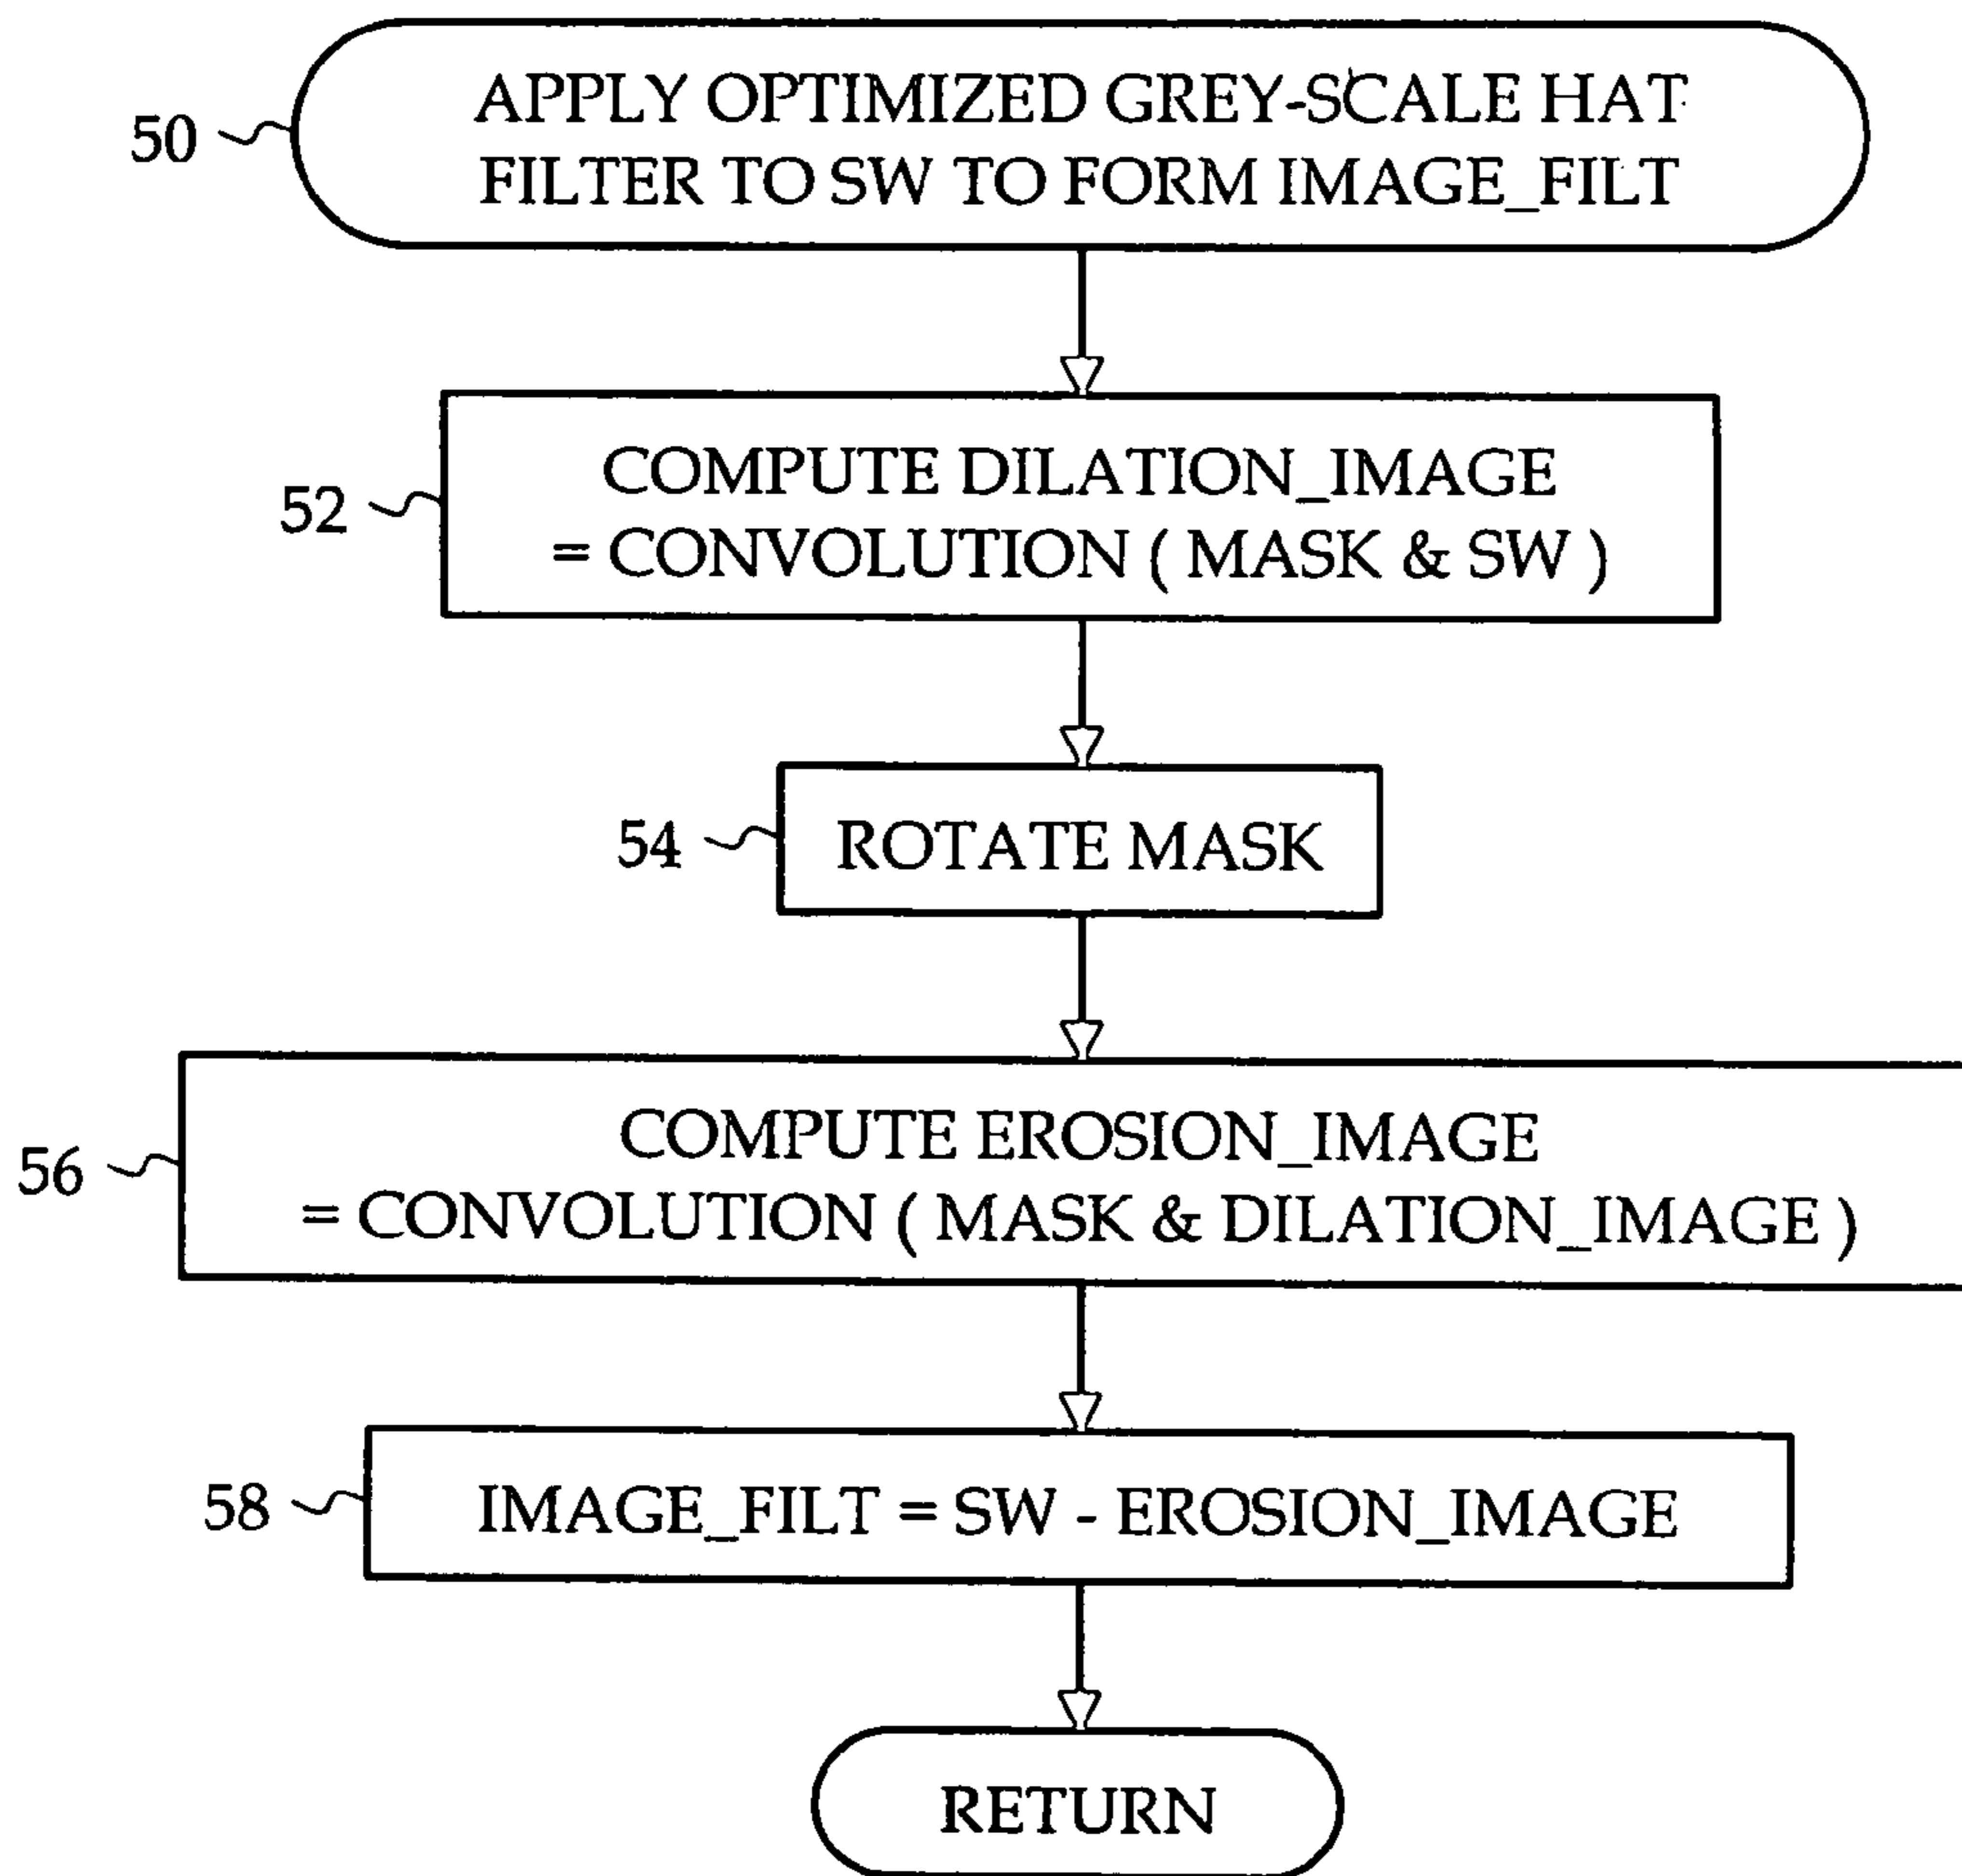 50
APPLY OPTIMIZED GREY-SCALE HAT
FILTER TO SW TO FORM IMAGE_FILT
52
COMPUTE DILATION_IMAGE
= CONVOLUTION ( MASK & SW )
54
ROTATE MASK
56
COMPUTE EROSION_IMAGE
= CONVOLUTION ( MASK & DILATION_IMAGE )
58
IMAGE_FILT = SW - EROSION_IMAGE
RETURN